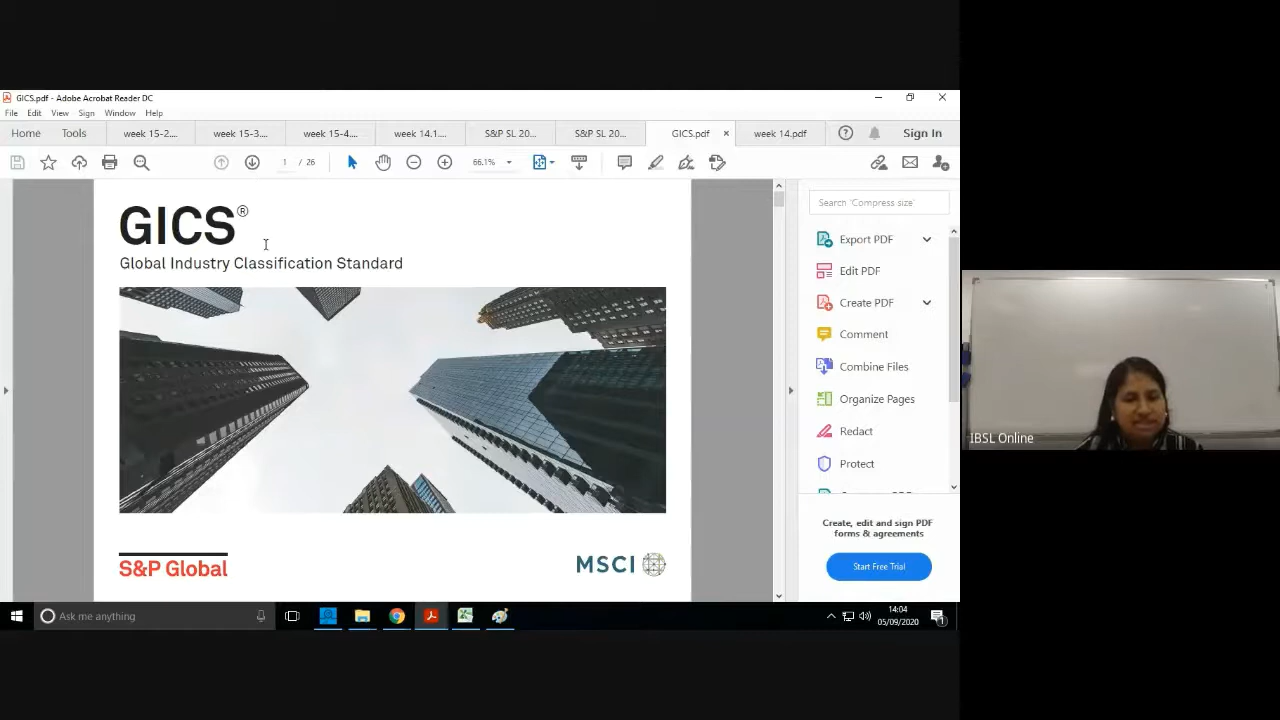 GICS.pdf - Adobe Acrobat Reader DC
File Edit View Sign Window Help
Home Tools week 15-2.... week 15-3.... week 15-4.... week 14.1.... S&P SL 20... S&P SL 20... GICS.pdf × week 14.pdf Sign In
1 / 26 66.1%
GICS®
Global Industry Classification Standard
S&P Global
MSCI
Search 'Compress size'
Export PDF
Edit PDF
Create PDF
Comment
Combine Files
Organize Pages
Redact
Protect
Create, edit and sign PDF
forms & agreements
Start Free Trial
IBSL Online
Ask me anything
14:04
05/09/2020
1